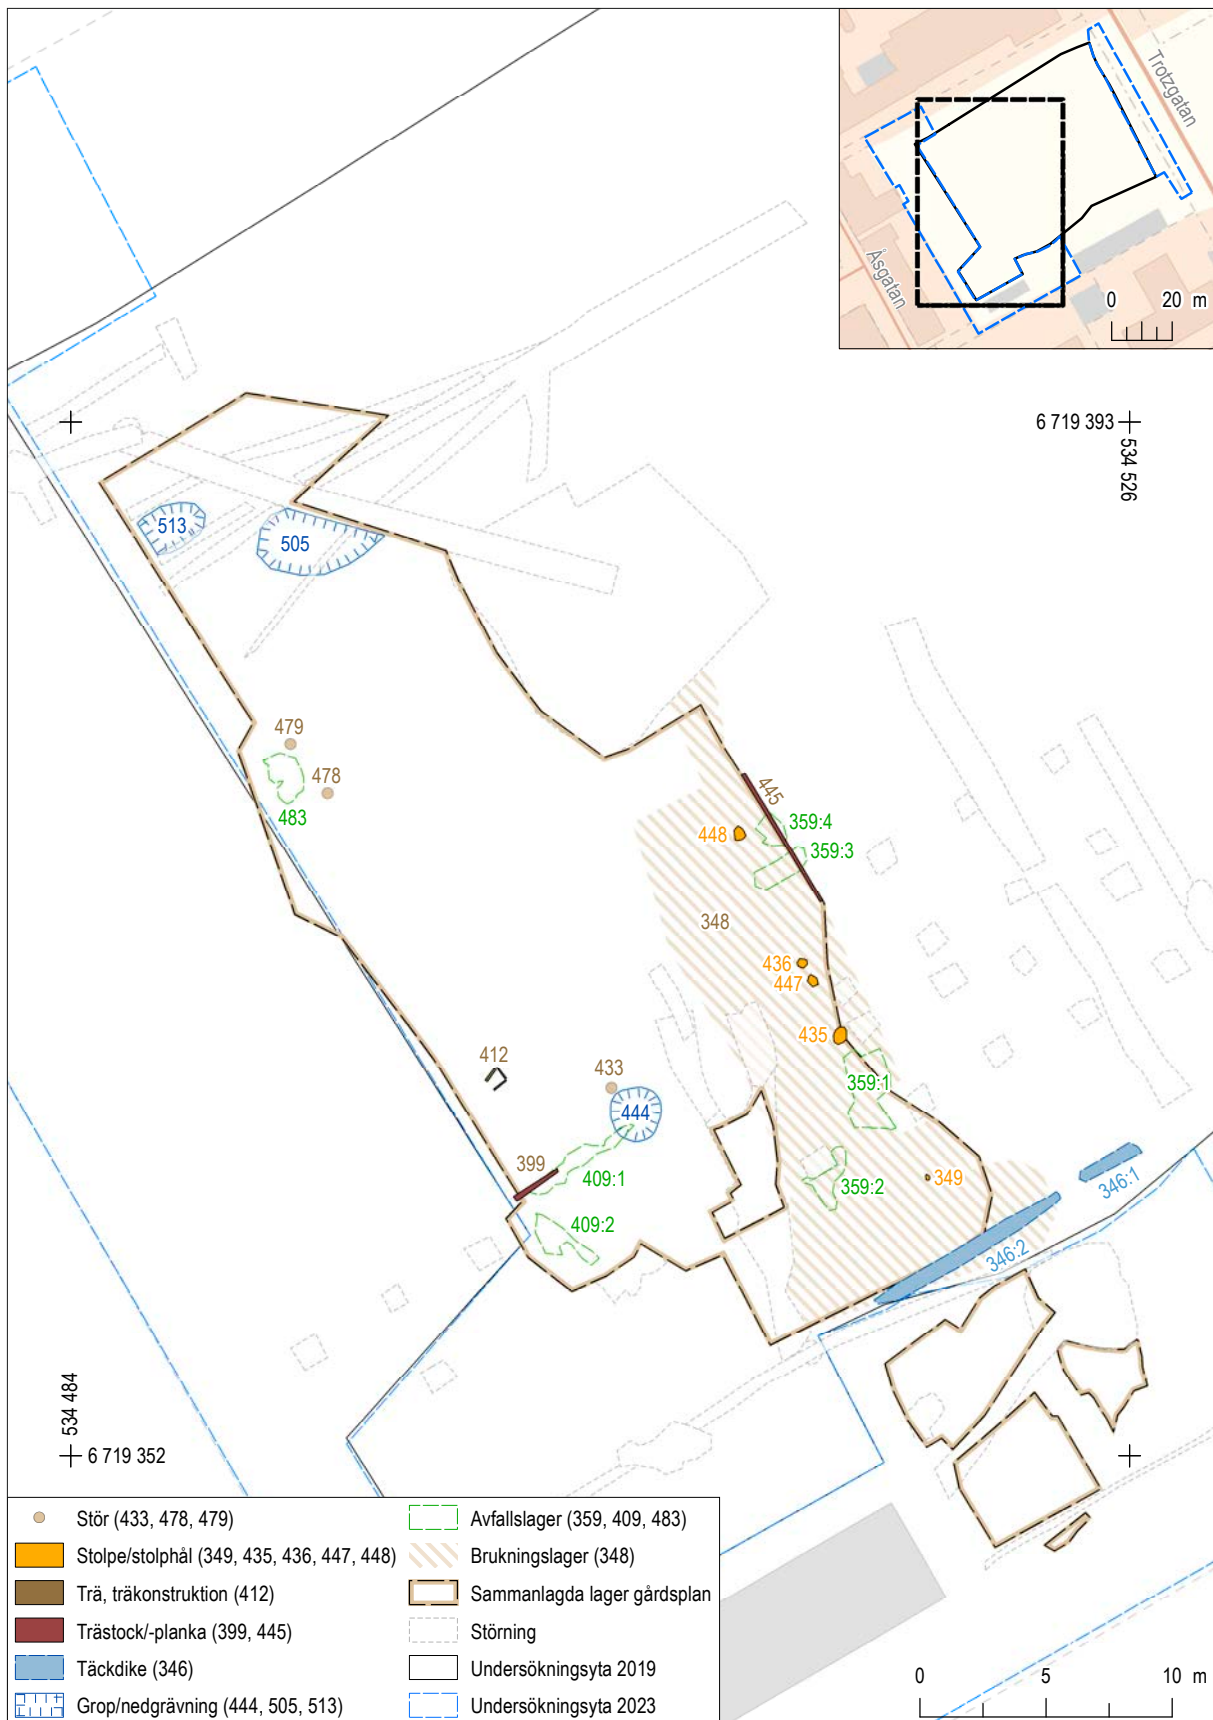 Trotzgatan
Åsgatan
0 20 m
6 719 393
534 526
513
505
479
478
483
445
448
359:4
359:3
348
436
447
435
412
433
444
359:1
399
409:1
359:2
349
346:1
409:2
346:2
534 484
6 719 352
Stör (433, 478, 479)
Stolpe/stolphål (349, 435, 436, 447, 448)
Trä, träkonstruktion (412)
Trästock/-planka (399, 445)
Täckdike (346)
Grop/nedgrävning (444, 505, 513)
Avfallslager (359, 409, 483)
Brukningslager (348)
Sammanlagda lager gårdsplan
Störning
Undersökningsyta 2019
Undersökningsyta 2023
0 5 10 m